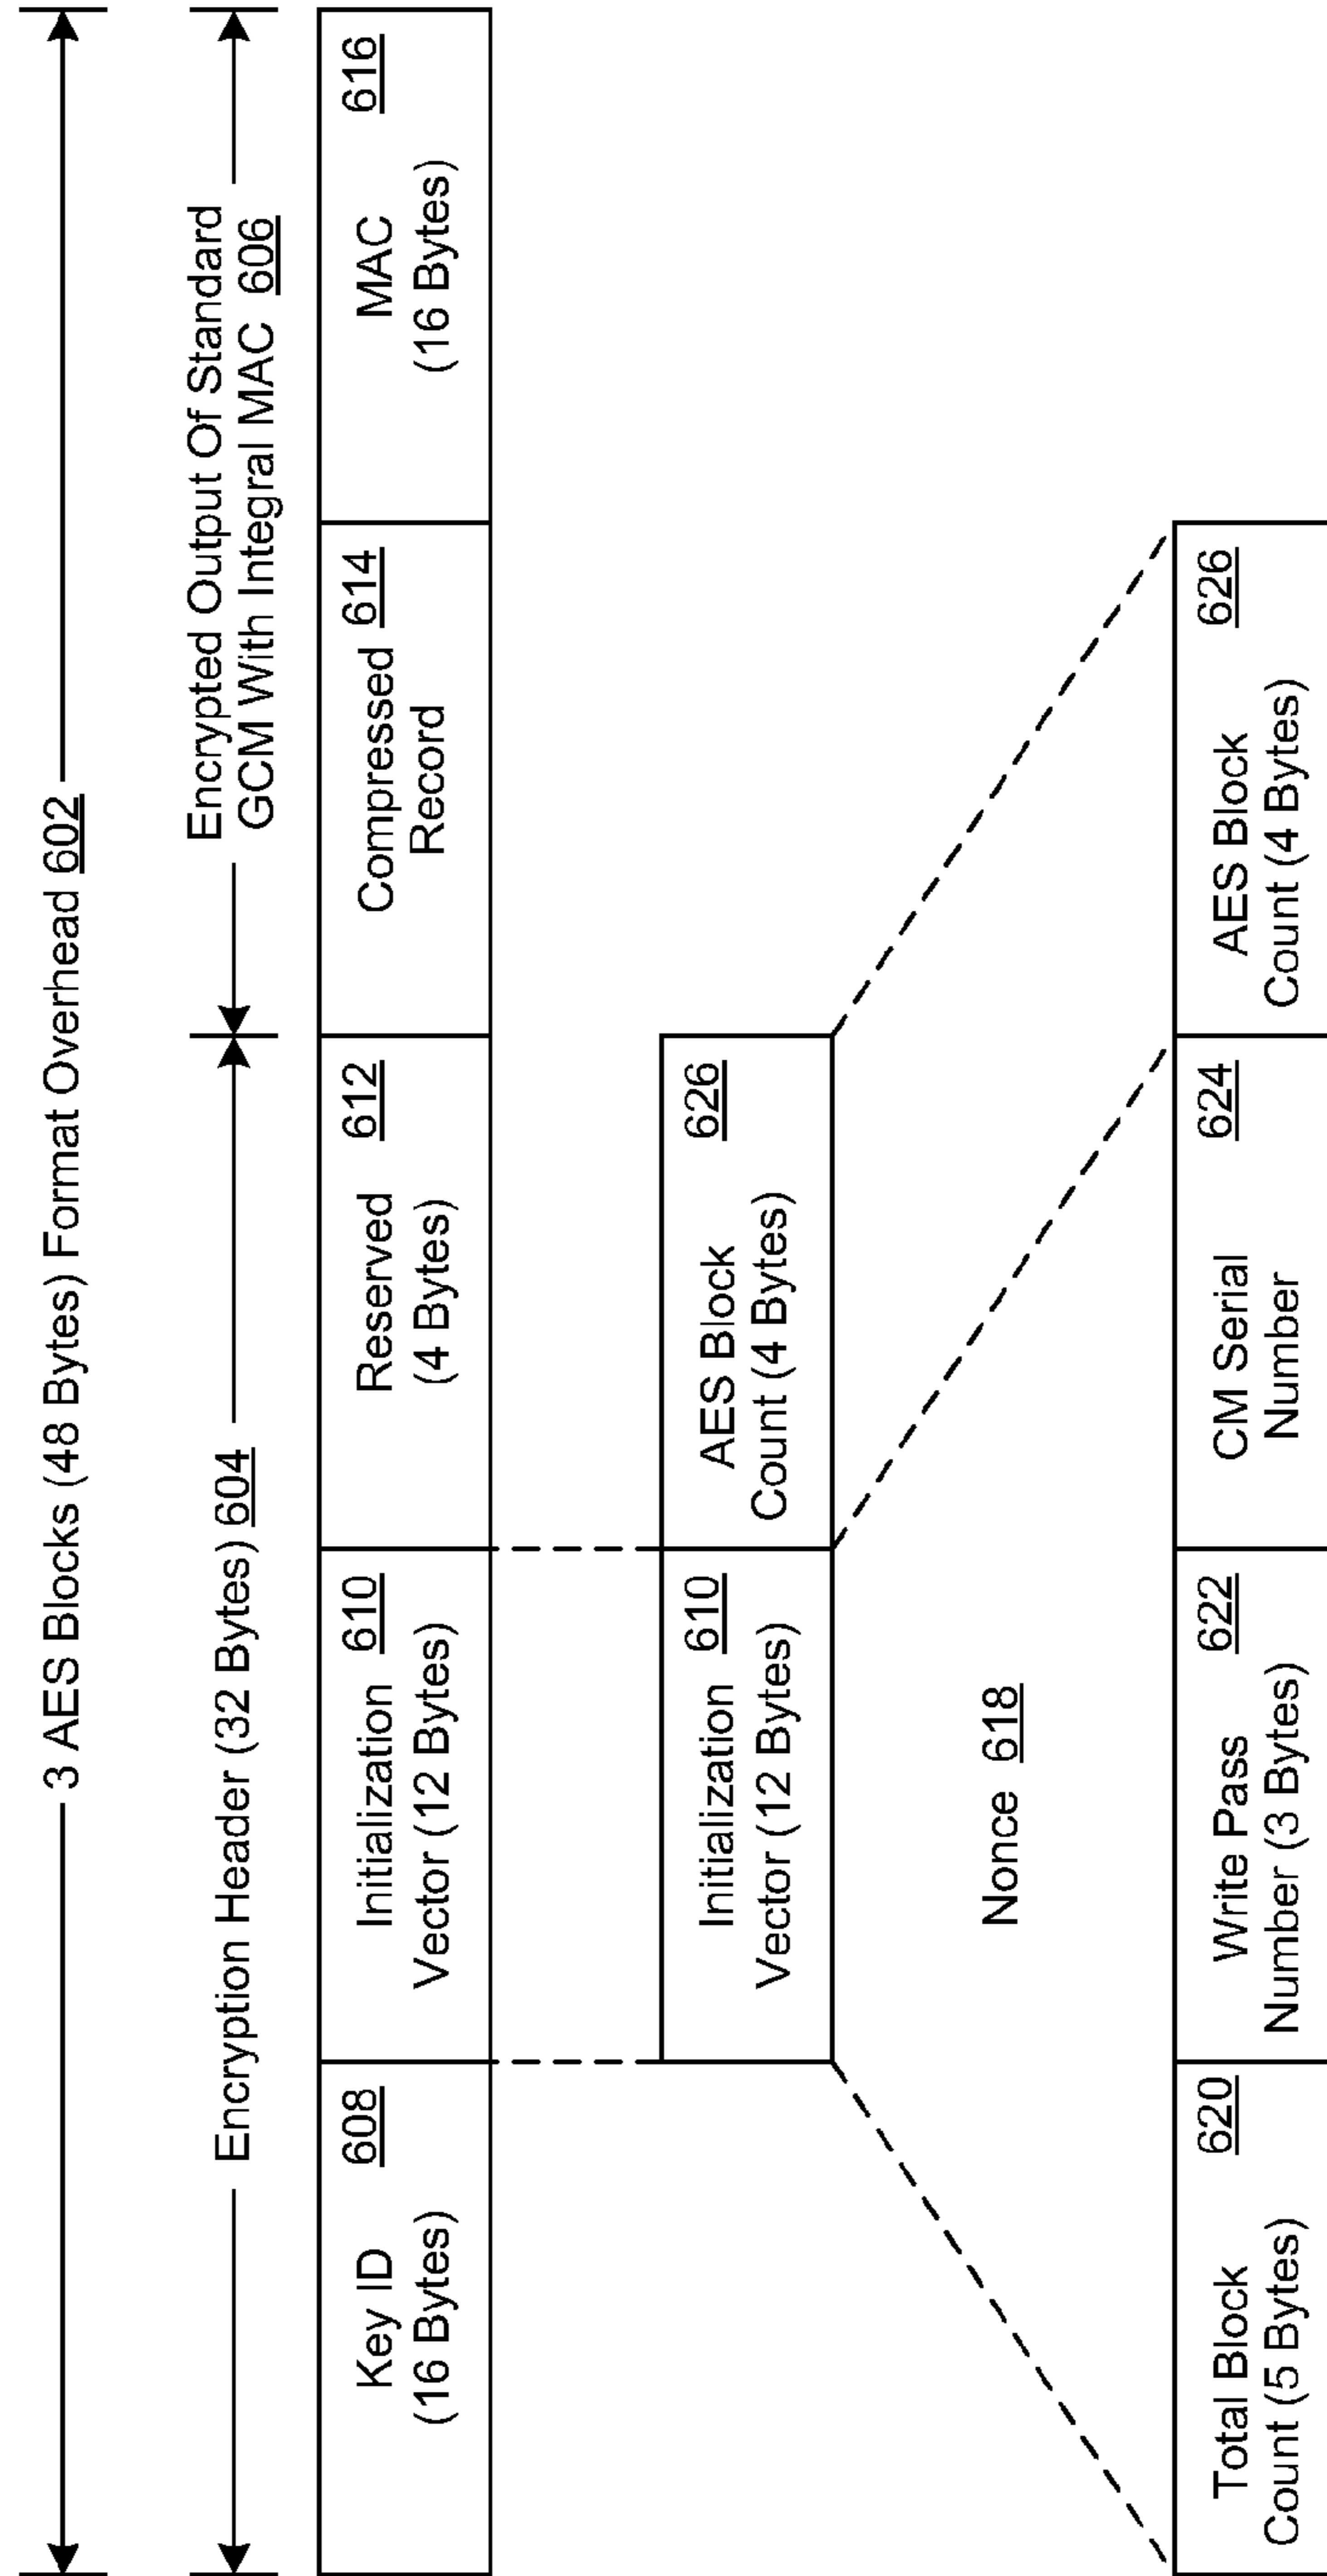 3 AES Blocks (48 Bytes) Format Overhead 602
Encryption Header (32 Bytes) 604
Encrypted Output Of Standard
GCM With Integral MAC 606
Key ID 608
(16 Bytes)
Initialization 610
Vector (12 Bytes)
Reserved 612
(4 Bytes)
Compressed 614
Record
MAC 616
(16 Bytes)
Initialization 610
Vector (12 Bytes)
AES Block 626
Count (4 Bytes)
Nonce 618
Total Block 620
Count (5 Bytes)
Write Pass 622
Number (3 Bytes)
CM Serial 624
Number
AES Block 626
Count (4 Bytes)